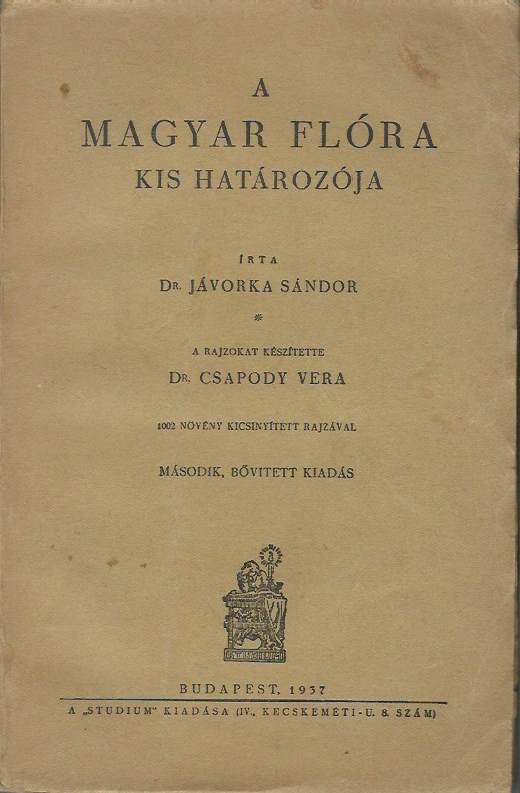 A
MAGYAR FLÓRA
KIS HATÁROZÓJA
ÍRTA
DR. JÁVORKA SÁNDOR
*
A RAJZOKAT KÉSZÍTETTE
DR. CSAPODY VERA
1002 NÖVÉNY KICSINYÍTETT RAJZÁVAL
MÁSODIK, BŐVITETT KIADÁS
BUDAPEST, 1937
A „STUDIUM" KIADÁSA (IV., KECSKEMÉTI-U. 8. SZÁM)